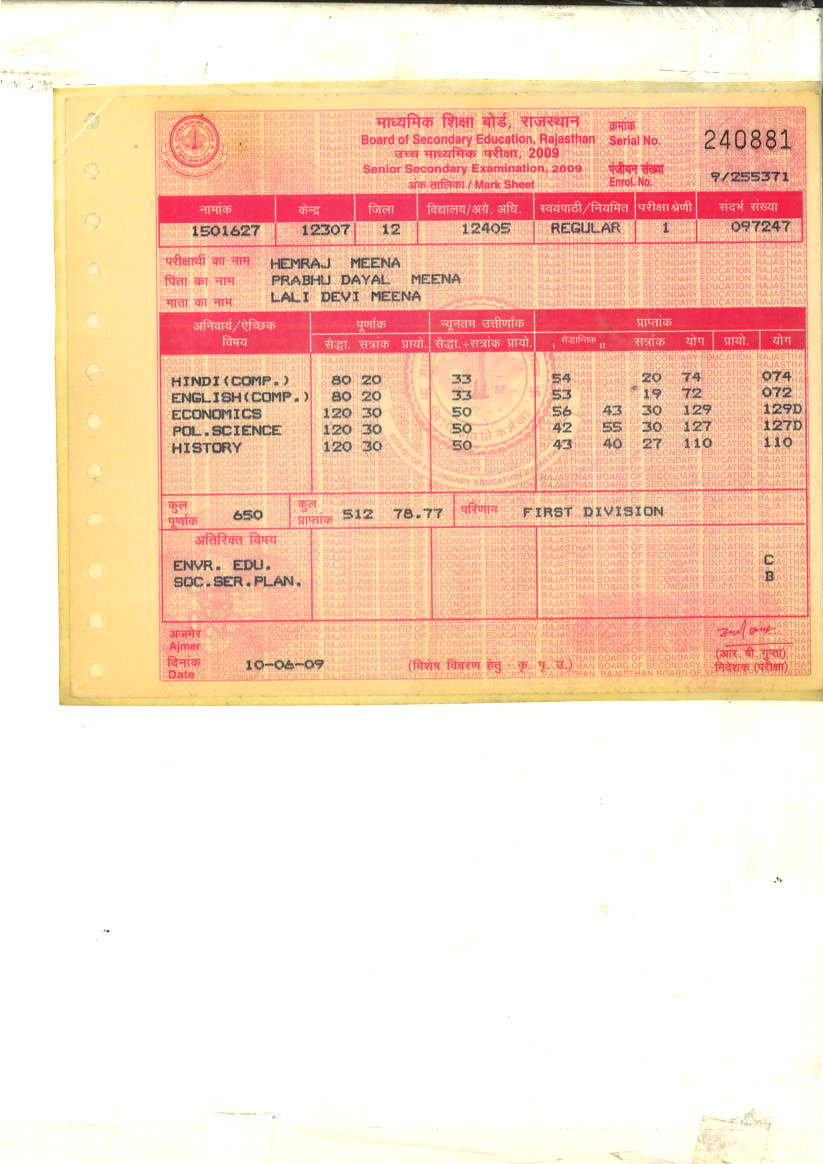 माध्यमिक शिक्षा बोर्ड, राजस्थान
Board of Secondary Education, Rajasthan
उच्च माध्यमिक परीक्षा, 2009
Senior Secondary Examination, 2009
अंक तालिका / Mark Sheet
क्रमांक
Serial No. 240881
पंजीयन संख्या
Enrol. No. 9/255371
नामांक केन्द्र जिला विद्यालय/अग्रे. अधि. स्वयंपाठी/नियमित परीक्षा श्रेणी संदर्भ संख्या
1501627 12307 12 12405 REGULAR 1 097247
परीक्षार्थी का नाम HEMRAJ MEENA
पिता का नाम PRABHU DAYAL MEENA
माता का नाम LALI DEVI MEENA
अनिवार्य/ऐच्छिक पूर्णांक न्यूनतम उत्तीर्णांक प्राप्तांक
विषय सैद्धा. सत्रांक प्रायो. सैद्धा.+सत्रांक प्रायो. I सैद्धान्तिक II सत्रांक योग प्रायो. योग
HINDI(COMP.) 80 20 33 54 20 74 074
ENGLISH(COMP.) 80 20 33 53 19 72 072
ECONOMICS 120 30 50 56 43 30 129 129D
POL.SCIENCE 120 30 50 42 55 30 127 127D
HISTORY 120 30 50 43 40 27 110 110
कुल पूर्णांक 650 कुल प्राप्तांक 512 78.77 परिणाम FIRST DIVISION
अतिरिक्त विषय
ENVR. EDU. C
SOC.SER.PLAN. B
अजमेर
Ajmer
दिनांक
Date 10-06-09
(विशेष विवरण हेतु - कृ. पृ. उ.)
(आर. बी. गुप्ता)
निदेशक (परीक्षा)